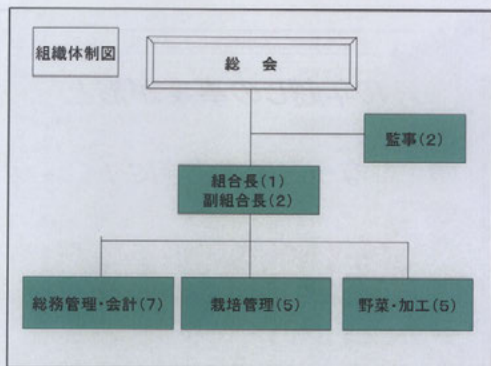 組織体制図
総会
監事(2)
組合長(1)
副組合長(2)
総務管理・会計(7)
栽培管理(5)
野菜・加工(5)